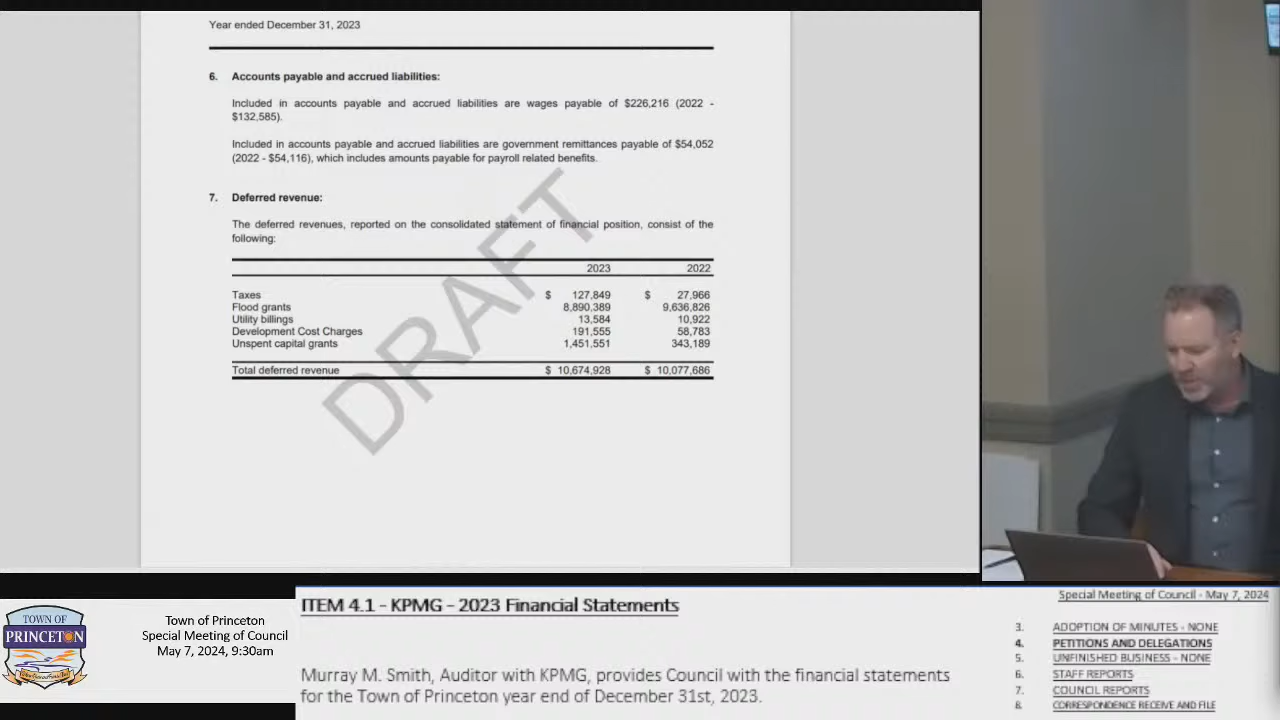 Year ended December 31, 2023
6. Accounts payable and accrued liabilities:
Included in accounts payable and accrued liabilities are wages payable of $226,216 (2022 -
$132,585).
Included in accounts payable and accrued liabilities are government remittances payable of $54,052
(2022 - $54,116), which includes amounts payable for payroll related benefits.
7. Deferred revenue:
The deferred revenues, reported on the consolidated statement of financial position, consist of the
following:
2023 2022
Taxes $ 127,849 $ 27,966
Flood grants 8,890,389 9,636,826
Utility billings 13,584 10,922
Development Cost Charges 191,555 58,783
Unspent capital grants 1,451,551 343,189
Total deferred revenue $ 10,674,928 $ 10,077,686
DRAFT
TOWN OF
PRINCETON
Town of Princeton
Special Meeting of Council
May 7, 2024, 9:30am
ITEM 4.1 - KPMG - 2023 Financial Statements
Murray M. Smith, Auditor with KPMG, provides Council with the financial statements
for the Town of Princeton year end of December 31st, 2023.
Special Meeting of Council - May 7, 2024
3. ADOPTION OF MINUTES - NONE
4. PETITIONS AND DELEGATIONS
5. UNFINISHED BUSINESS - NONE
6. STAFF REPORTS
7. COUNCIL REPORTS
8. CORRESPONDENCE RECEIVE AND FILE